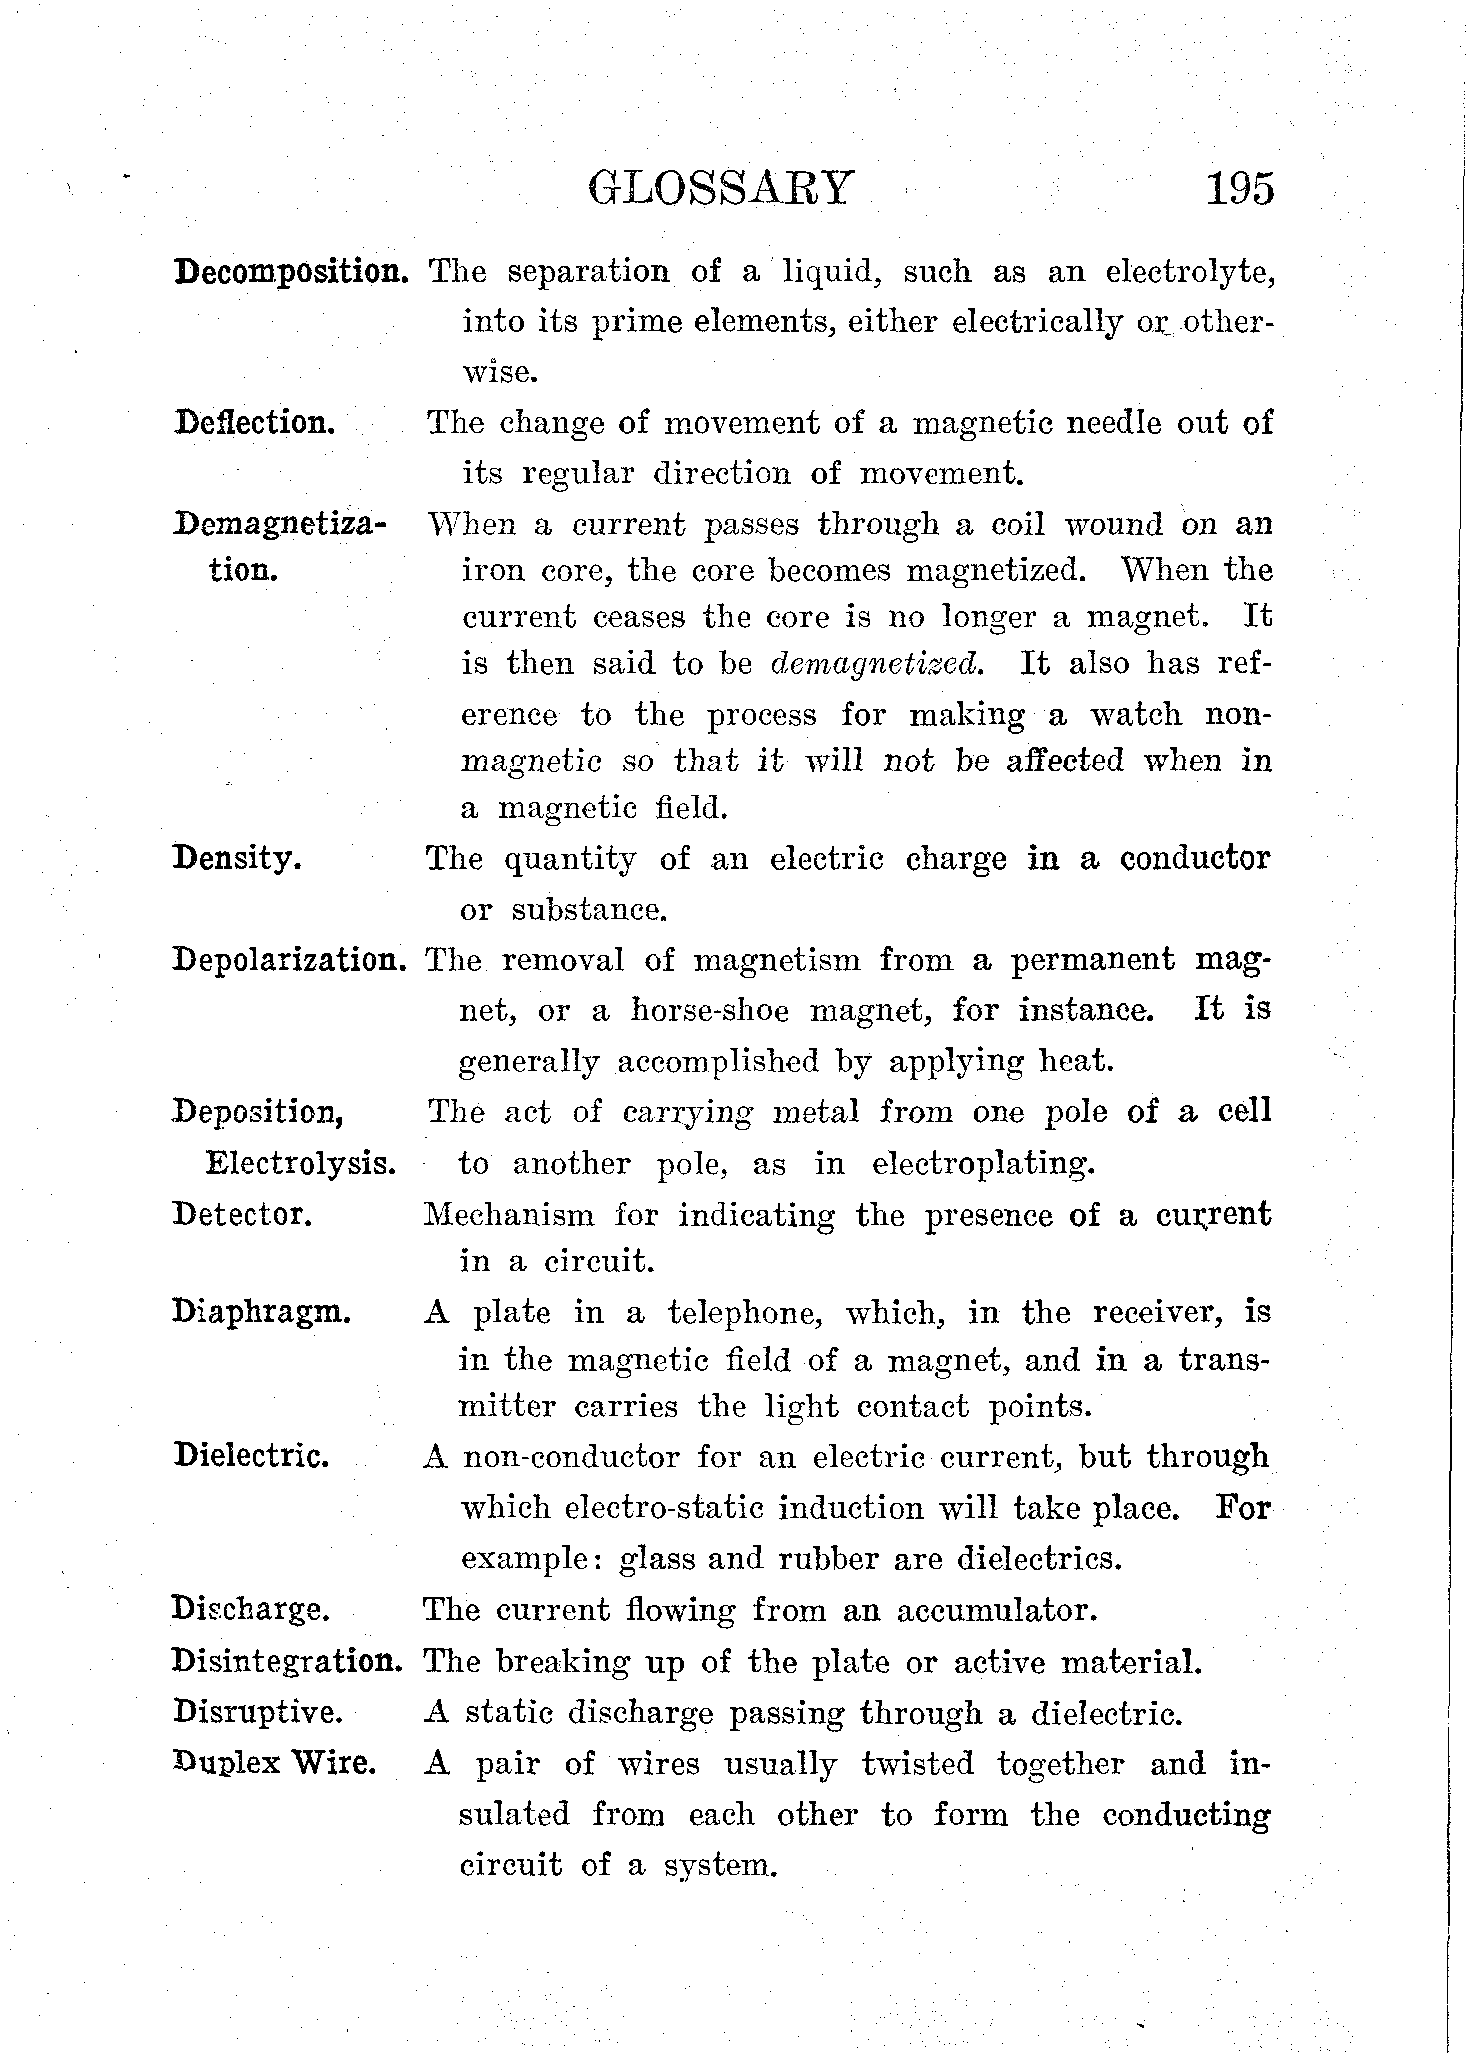 GLOSSARY 195
Decomposition. The separation of a liquid, such as an electrolyte,
into its prime elements, either electrically or other-
wise.
Deflection. The change of movement of a magnetic needle out of
its regular direction of movement.
Demagnetiza- When a current passes through a coil wound on an
tion. iron core, the core becomes magnetized. When the
current ceases the core is no longer a magnet. It
is then said to be demagnetized. It also has ref-
erence to the process for making a watch non-
magnetic so that it will not be affected when in
a magnetic field.
Density. The quantity of an electric charge in a conductor
or substance.
Depolarization. The removal of magnetism from a permanent mag-
net, or a horse-shoe magnet, for instance. It is
generally accomplished by applying heat.
Deposition, The act of carrying metal from one pole of a cell
Electrolysis. to another pole, as in electroplating.
Detector. Mechanism for indicating the presence of a current
in a circuit.
Diaphragm. A plate in a telephone, which, in the receiver, is
in the magnetic field of a magnet, and in a trans-
mitter carries the light contact points.
Dielectric. A non-conductor for an electric current, but through
which electro-static induction will take place. For
example: glass and rubber are dielectrics.
Discharge. The current flowing from an accumulator.
Disintegration. The breaking up of the plate or active material.
Disruptive. A static discharge passing through a dielectric.
Duplex Wire. A pair of wires usually twisted together and in-
sulated from each other to form the conducting
circuit of a system.